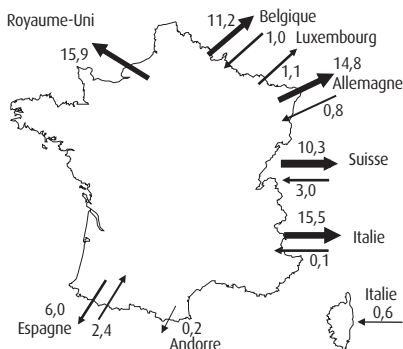 Royaume-Uni
15,9
11,2
Belgique
1,0
Luxembourg
1,1
14,8
Allemagne
0,8
10,3
Suisse
3,0
15,5
Italie
0,1
6,0
Espagne
2,4
0,2
Andorre
Italie
0,6